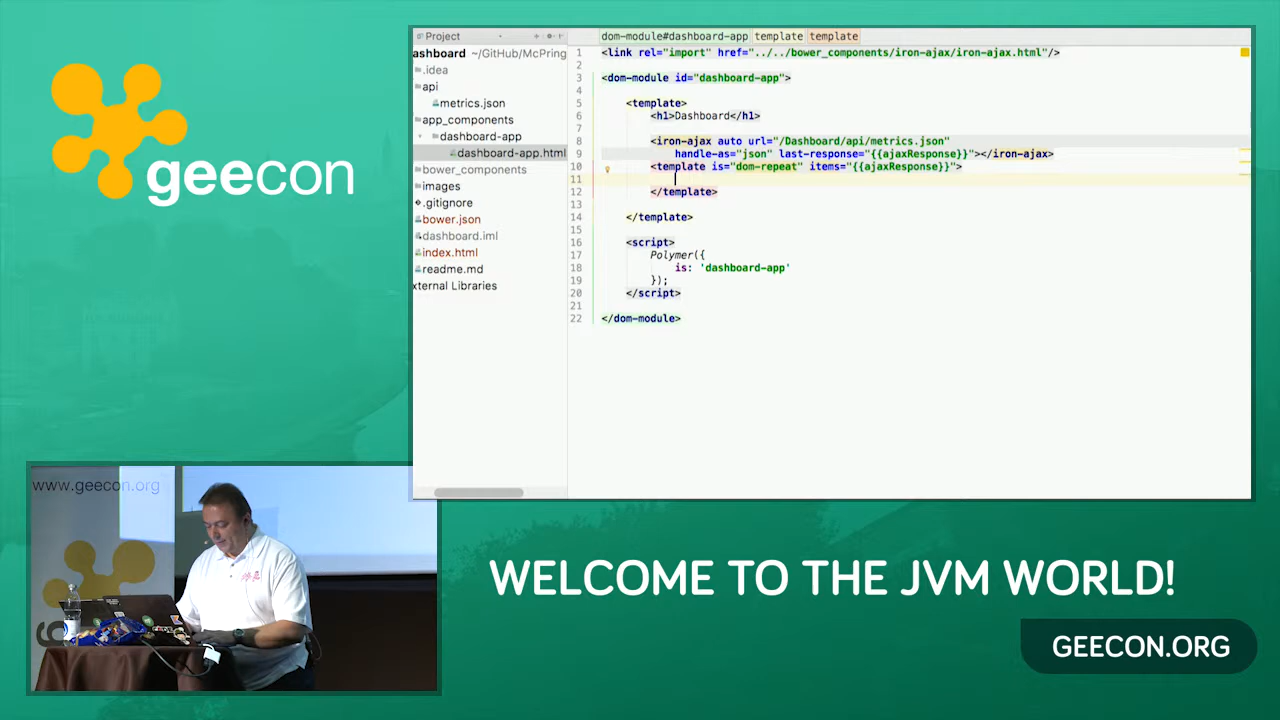 geecon
Project
ashboard ~/GitHub/McPring
.idea
api
metrics.json
app_components
dashboard-app
dashboard-app.html
bower_components
images
.gitignore
bower.json
dashboard.iml
index.html
readme.md
xternal Libraries
dom-module#dashboard-app template template
1 <link rel="import" href="../../bower_components/iron-ajax/iron-ajax.html"/>
2
3 <dom-module id="dashboard-app">
4
5 <template>
6 <h1>Dashboard</h1>
7
8 <iron-ajax auto url="/Dashboard/api/metrics.json"
9 handle-as="json" last-response="{{ajaxResponse}}"></iron-ajax>
10 <template is="dom-repeat" items="{{ajaxResponse}}">
11
12 </template>
13
14 </template>
15
16 <script>
17 Polymer({
18 is: 'dashboard-app'
19 });
20 </script>
21
22 </dom-module>
www.geecon.org
WELCOME TO THE JVM WORLD!
GEECON.ORG